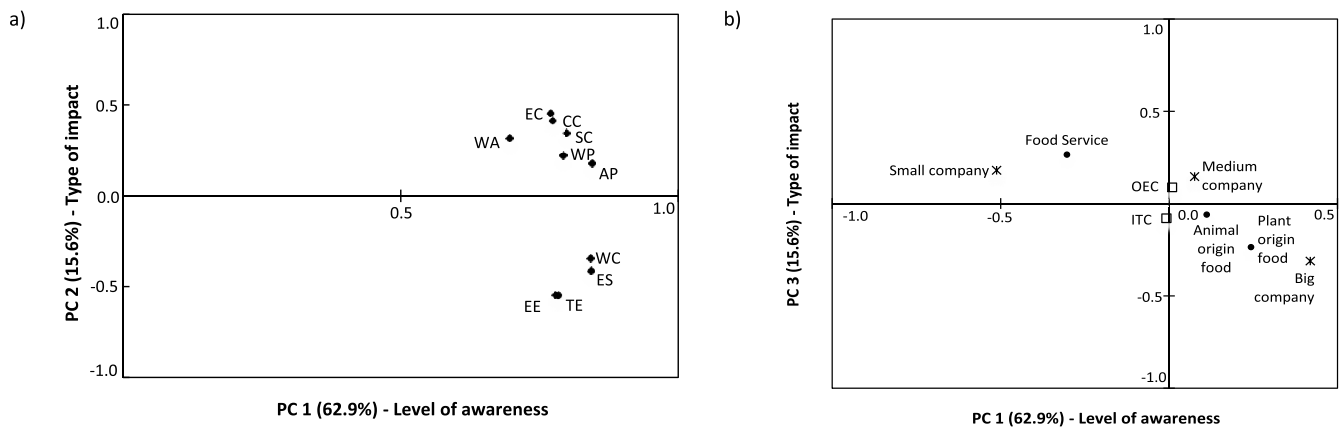 a)
1.0
0.5
0.0
-0.5
-1.0
0.5
1.0
EC
CC
SC
WA
WP
AP
WC
ES
EE
TE
PC 2 (15.6%) - Type of impact
PC 1 (62.9%) - Level of awareness
b)
1.0
0.5
Food Service
Small company
Medium
company
OEC
ITC
-1.0
-0.5
0.0
0.5
Animal
origin
food
Plant
origin
food
Big
company
-0.5
-1.0
PC 3 (15.6%) - Type of impact
PC 1 (62.9%) - Level of awareness